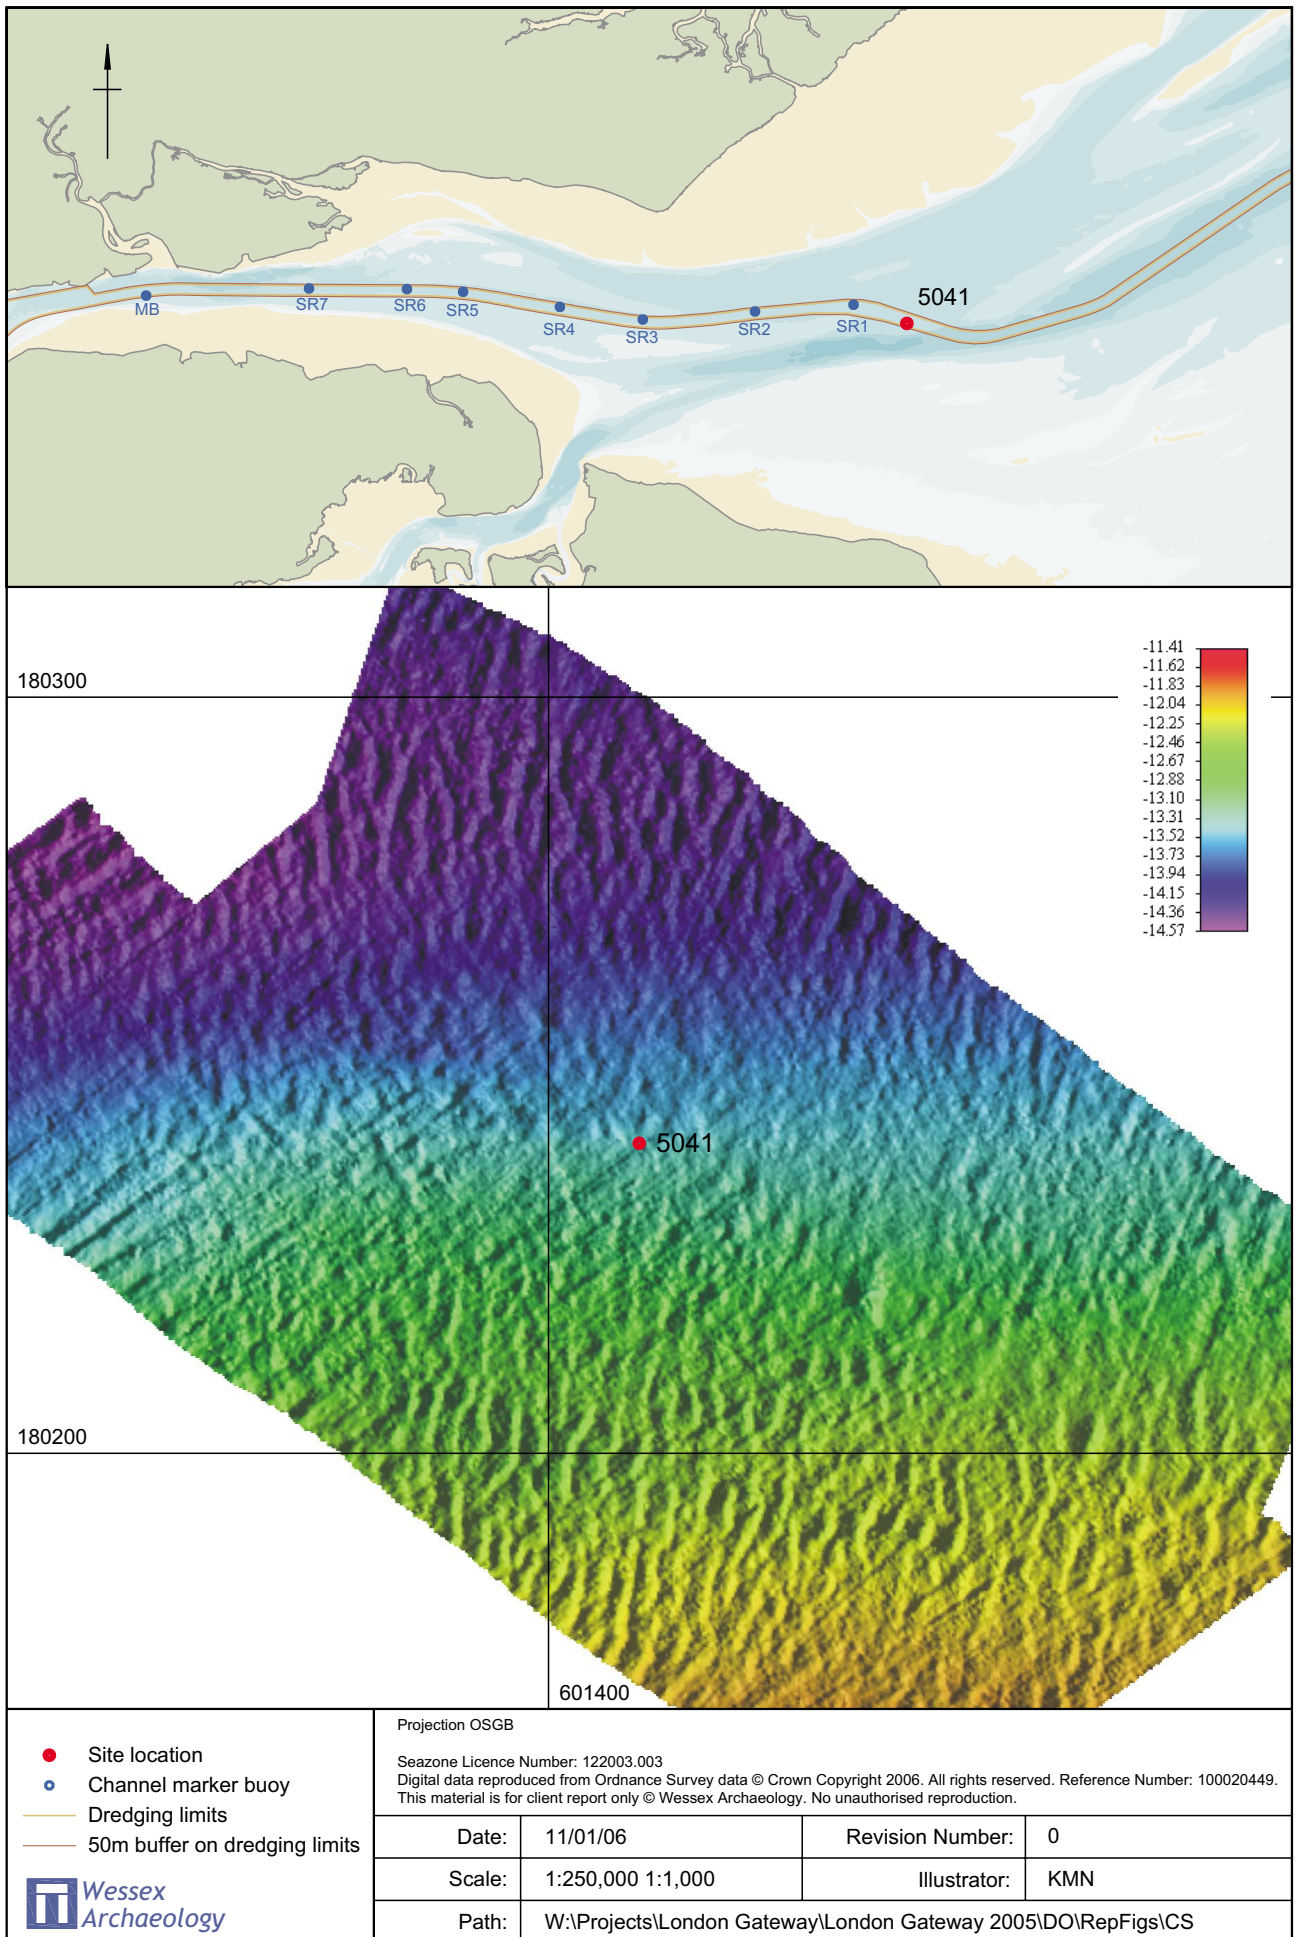 MB
SR7
SR6
SR5
SR4
SR3
SR2
SR1
5041
180300
-11.41
-11.62
-11.83
-12.04
-12.25
-12.46
-12.67
-12.88
-13.10
-13.31
-13.52
-13.73
-13.94
-14.15
-14.36
-14.57
5041
180200
601400
Site location
Channel marker buoy
Dredging limits
50m buffer on dredging limits
Wessex
Archaeology
Projection OSGB
Seazone Licence Number: 122003.003
Digital data reproduced from Ordnance Survey data © Crown Copyright 2006. All rights reserved. Reference Number: 100020449.
This material is for client report only © Wessex Archaeology. No unauthorised reproduction.
Date: 11/01/06 Revision Number: 0
Scale: 1:250,000 1:1,000 Illustrator: KMN
Path: W:\Projects\London Gateway\London Gateway 2005\DO\RepFigs\CS